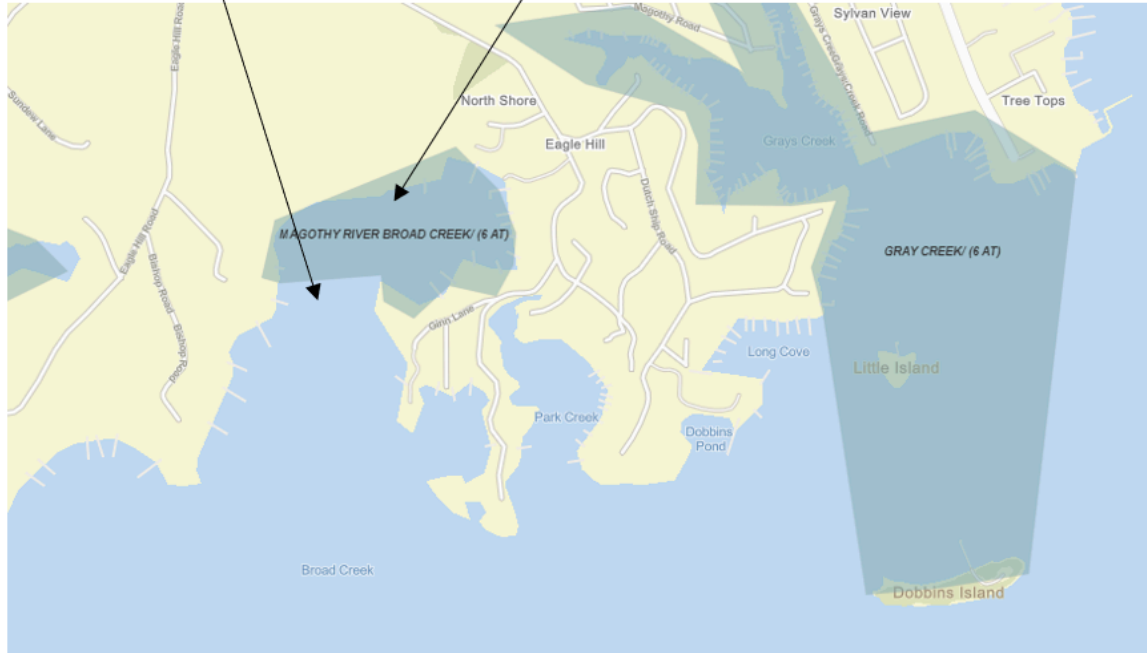 Magothy Road
Sylvan View
Eagle Hill Road
Grays Creek Road
Sundew Lane
North Shore
Tree Tops
Eagle Hill
Grays Creek
Dutch Ship Road
MAGOTHY RIVER BROAD CREEK/ (6 AT)
GRAY CREEK/ (6 AT)
Eagle Hill Road
Bishop Road
Bishop Road
Ginn Lane
Long Cove
Little Island
Park Creek
Dobbins
Pond
Broad Creek
Dobbins Island